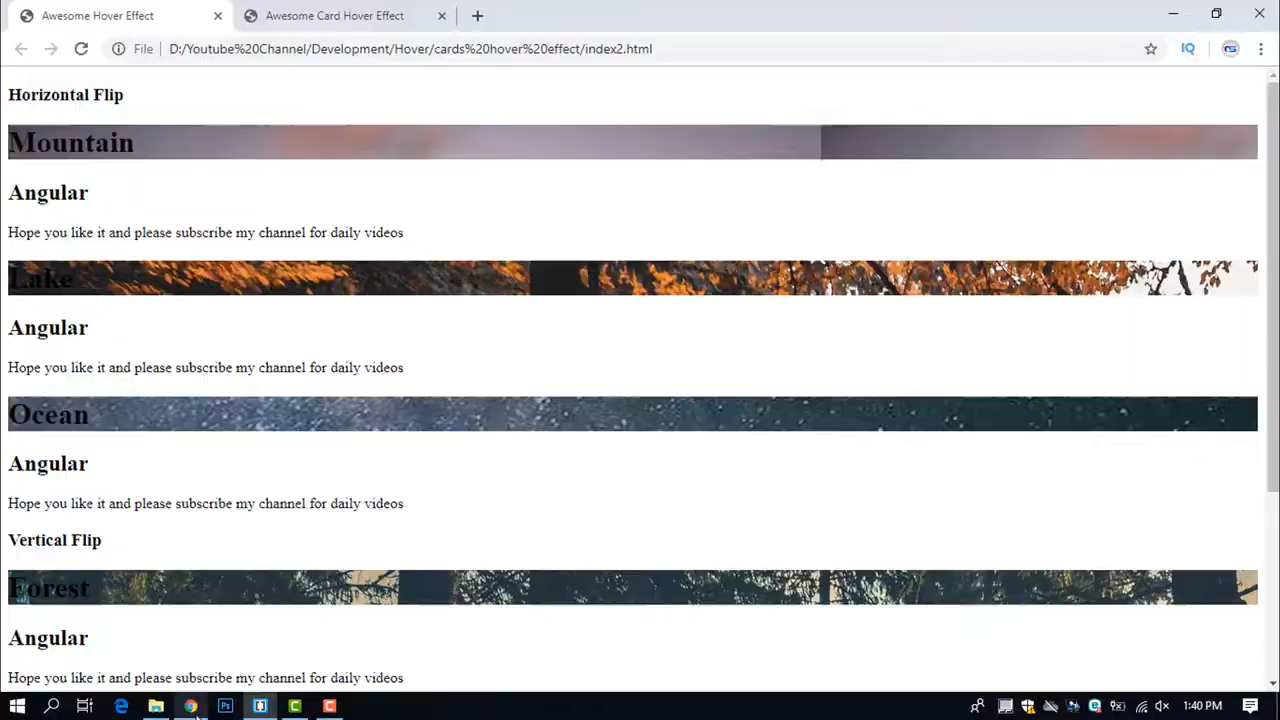 Awesome Hover Effect
Awesome Card Hover Effect
File
D:/Youtube%20Channel/Development/Hover/cards%20hover%20effect/index2.html
IQ
Horizontal Flip
Mountain
Angular
Hope you like it and please subscribe my channel for daily videos
Lake
Angular
Hope you like it and please subscribe my channel for daily videos
Ocean
Angular
Hope you like it and please subscribe my channel for daily videos
Vertical Flip
Forest
Angular
Hope you like it and please subscribe my channel for daily videos
Ps
1:40 PM